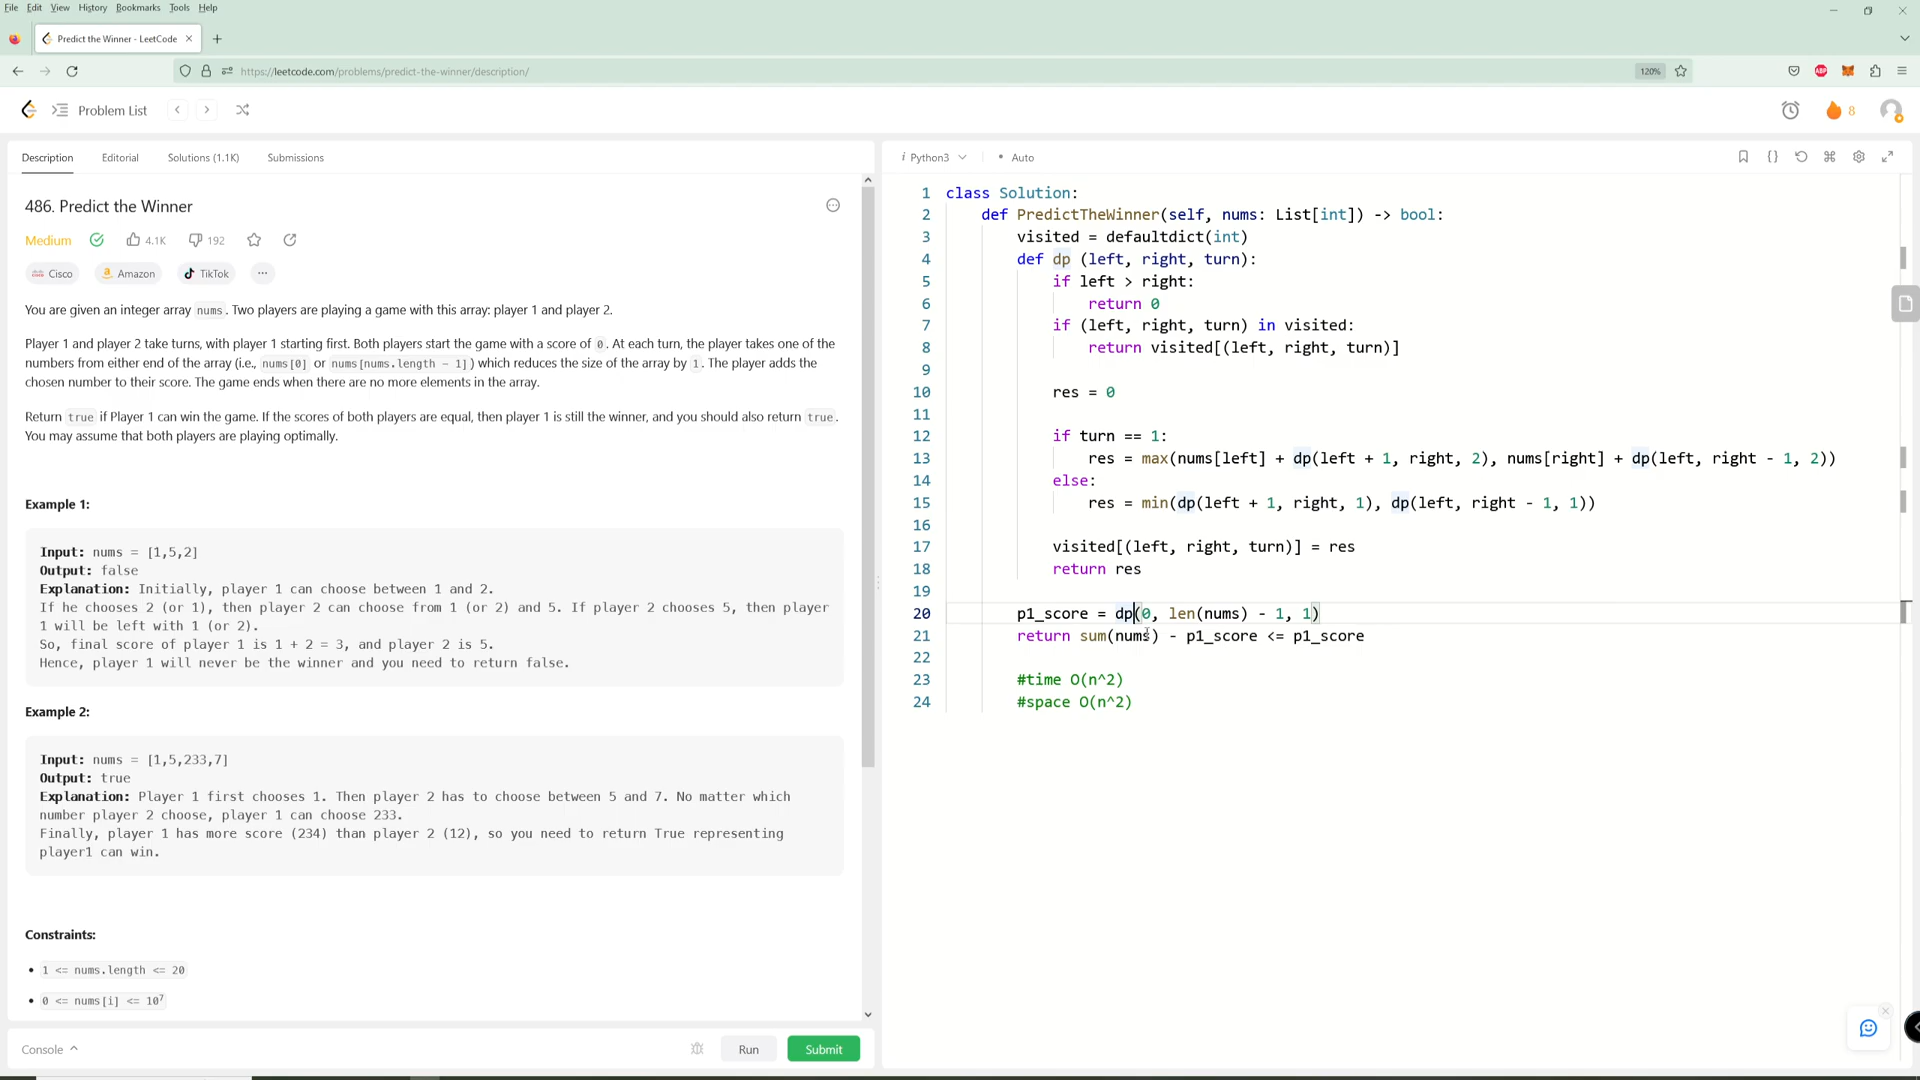 File Edit View History Bookmarks Tools Help
Predict the Winner - LeetCode
https://leetcode.com/problems/predict-the-winner/description/
120%
ABP
Problem List
8
Description Editorial Solutions (1.1K) Submissions
486. Predict the Winner
Medium 4.1K 192
Cisco Amazon TikTok ...
You are given an integer array nums. Two players are playing a game with this array: player 1 and player 2.
Player 1 and player 2 take turns, with player 1 starting first. Both players start the game with a score of 0. At each turn, the player takes one of the
numbers from either end of the array (i.e., nums[0] or nums[nums.length - 1]) which reduces the size of the array by 1. The player adds the
chosen number to their score. The game ends when there are no more elements in the array.
Return true if Player 1 can win the game. If the scores of both players are equal, then player 1 is still the winner, and you should also return true.
You may assume that both players are playing optimally.
Example 1:
Input: nums = [1,5,2]
Output: false
Explanation: Initially, player 1 can choose between 1 and 2.
If he chooses 2 (or 1), then player 2 can choose from 1 (or 2) and 5. If player 2 chooses 5, then player
1 will be left with 1 (or 2).
So, final score of player 1 is 1 + 2 = 3, and player 2 is 5.
Hence, player 1 will never be the winner and you need to return false.
Example 2:
Input: nums = [1,5,233,7]
Output: true
Explanation: Player 1 first chooses 1. Then player 2 has to choose between 5 and 7. No matter which
number player 2 choose, player 1 can choose 233.
Finally, player 1 has more score (234) than player 2 (12), so you need to return True representing
player1 can win.
Constraints:
• 1 <= nums.length <= 20
• 0 <= nums[i] <= 10⁷
Console Run Submit
i Python3 • Auto
1 class Solution:
2 def PredictTheWinner(self, nums: List[int]) -> bool:
3 visited = defaultdict(int)
4 def dp (left, right, turn):
5 if left > right:
6 return 0
7 if (left, right, turn) in visited:
8 return visited[(left, right, turn)]
9
10 res = 0
11
12 if turn == 1:
13 res = max(nums[left] + dp(left + 1, right, 2), nums[right] + dp(left, right - 1, 2))
14 else:
15 res = min(dp(left + 1, right, 1), dp(left, right - 1, 1))
16
17 visited[(left, right, turn)] = res
18 return res
19
20 p1_score = dp(0, len(nums) - 1, 1)
21 return sum(nums) - p1_score <= p1_score
22
23 #time O(n^2)
24 #space O(n^2)